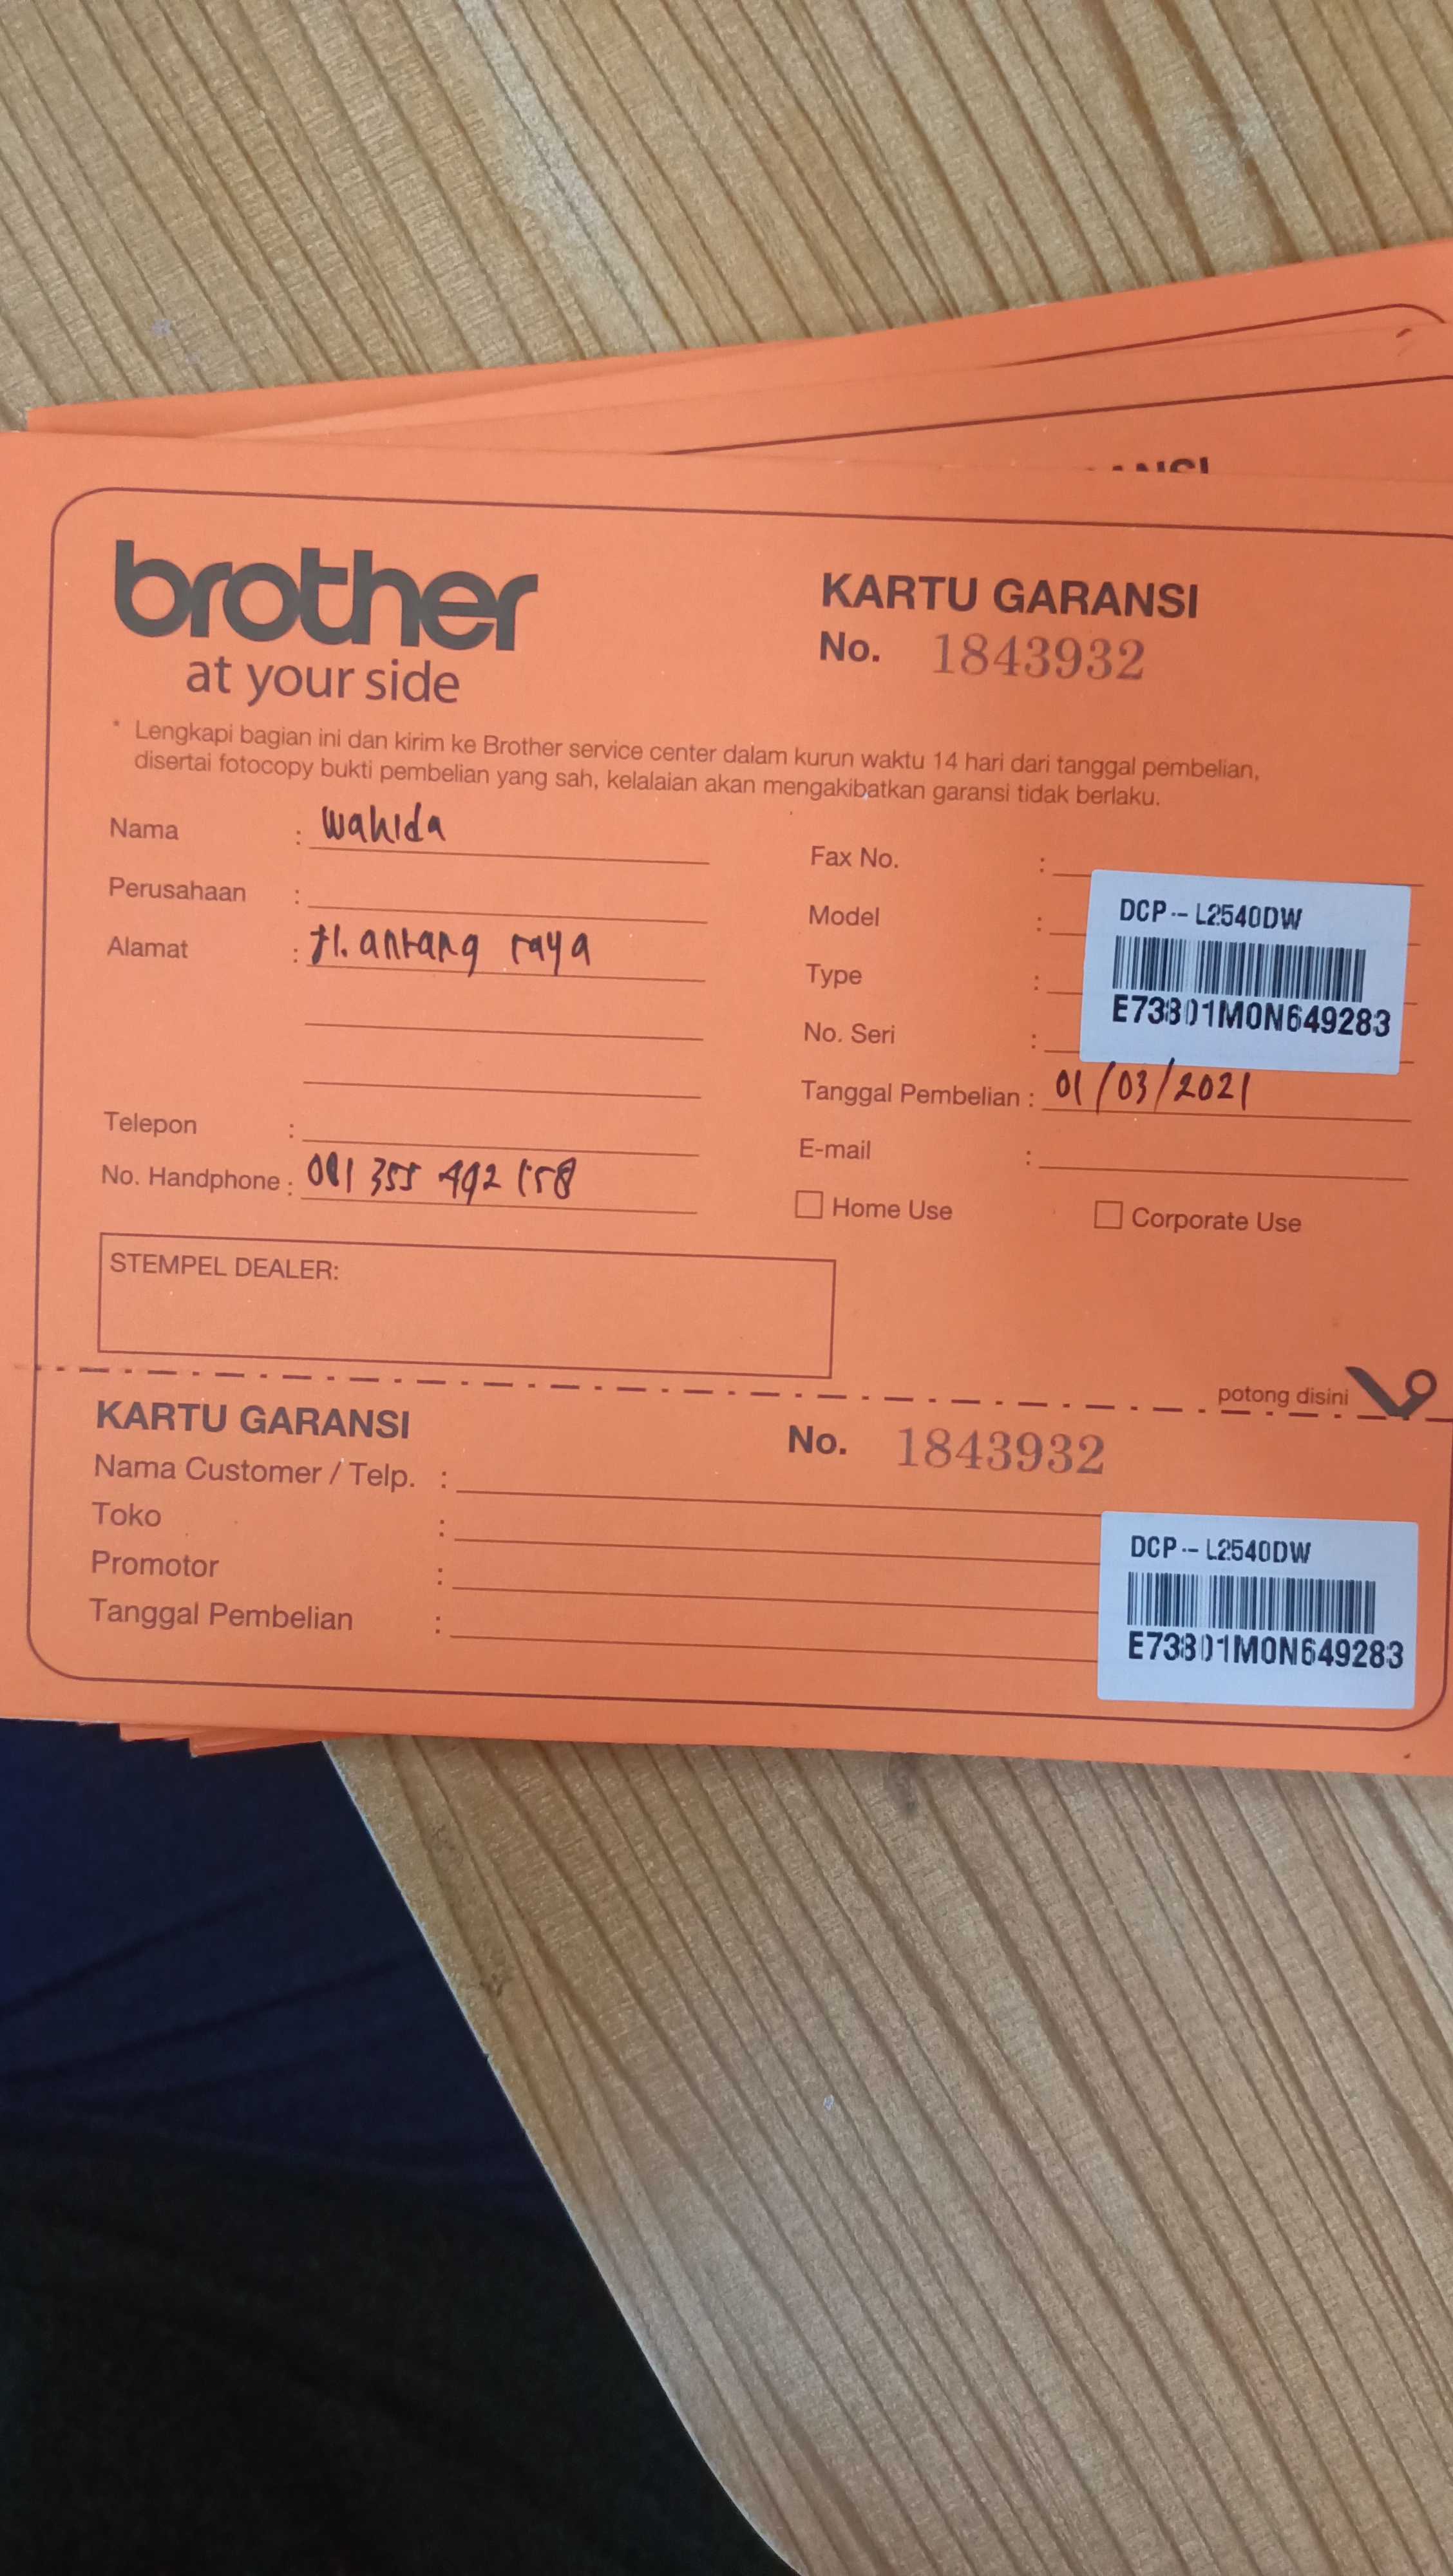 brother
at your side
KARTU GARANSI
No. 1843932
* Lengkapi bagian ini dan kirim ke Brother service center dalam kurun waktu 14 hari dari tanggal pembelian,
disertai fotocopy bukti pembelian yang sah, kelalaian akan mengakibatkan garansi tidak berlaku.
Nama : wahida
Perusahaan :
Alamat : Jl. antang raya
Telepon :
No. Handphone : 081 355 492 158
Fax No. :
Model :
Type :
No. Seri :
DCP-L2540DW
E73801M0N649283
Tanggal Pembelian : 01/03/2021
E-mail :
Home Use
Corporate Use
STEMPEL DEALER:
potong disini
KARTU GARANSI
No. 1843932
Nama Customer / Telp. :
Toko :
Promotor :
Tanggal Pembelian :
DCP-L2540DW
E73801M0N649283